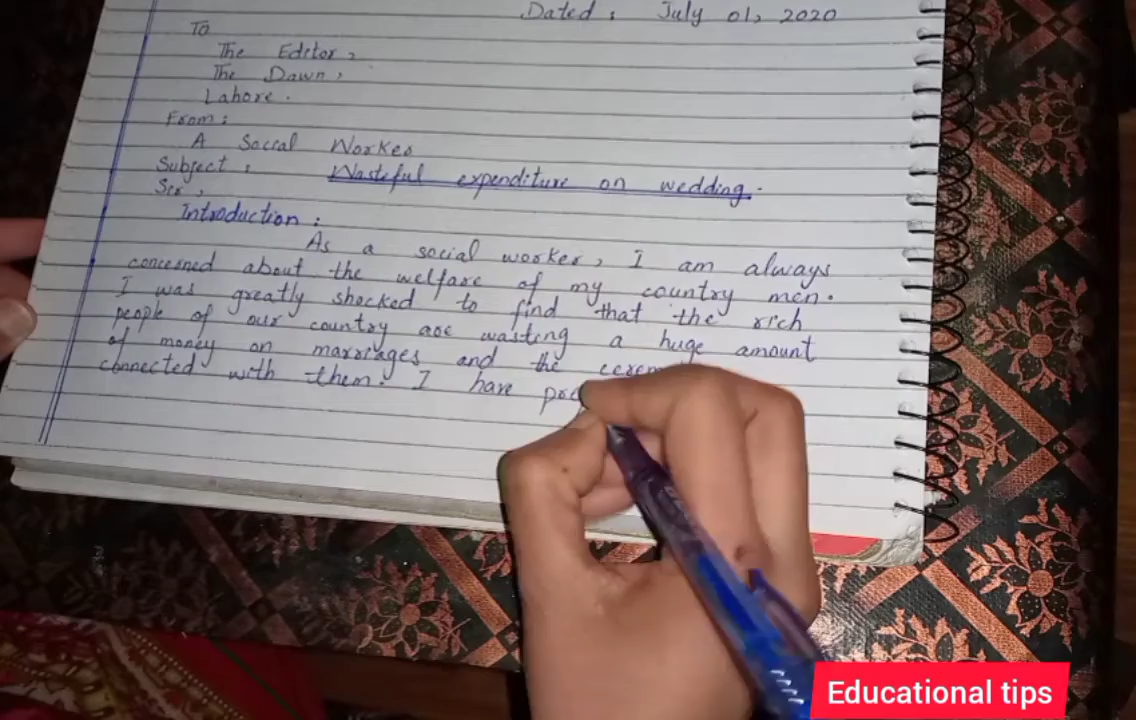 Dated : July 01, 2020
To
The Editor,
The Dawn,
Lahore.
From :
A Social Worker
Subject : Wasteful expenditure on wedding.
Sir,
Introduction :
As a social worker, I am always
concerned about the welfare of my country men.
I was greatly shocked to find that the rich
people of our country are wasting a huge amount
of money on marriages and the
connected with them. I have
Educational tips